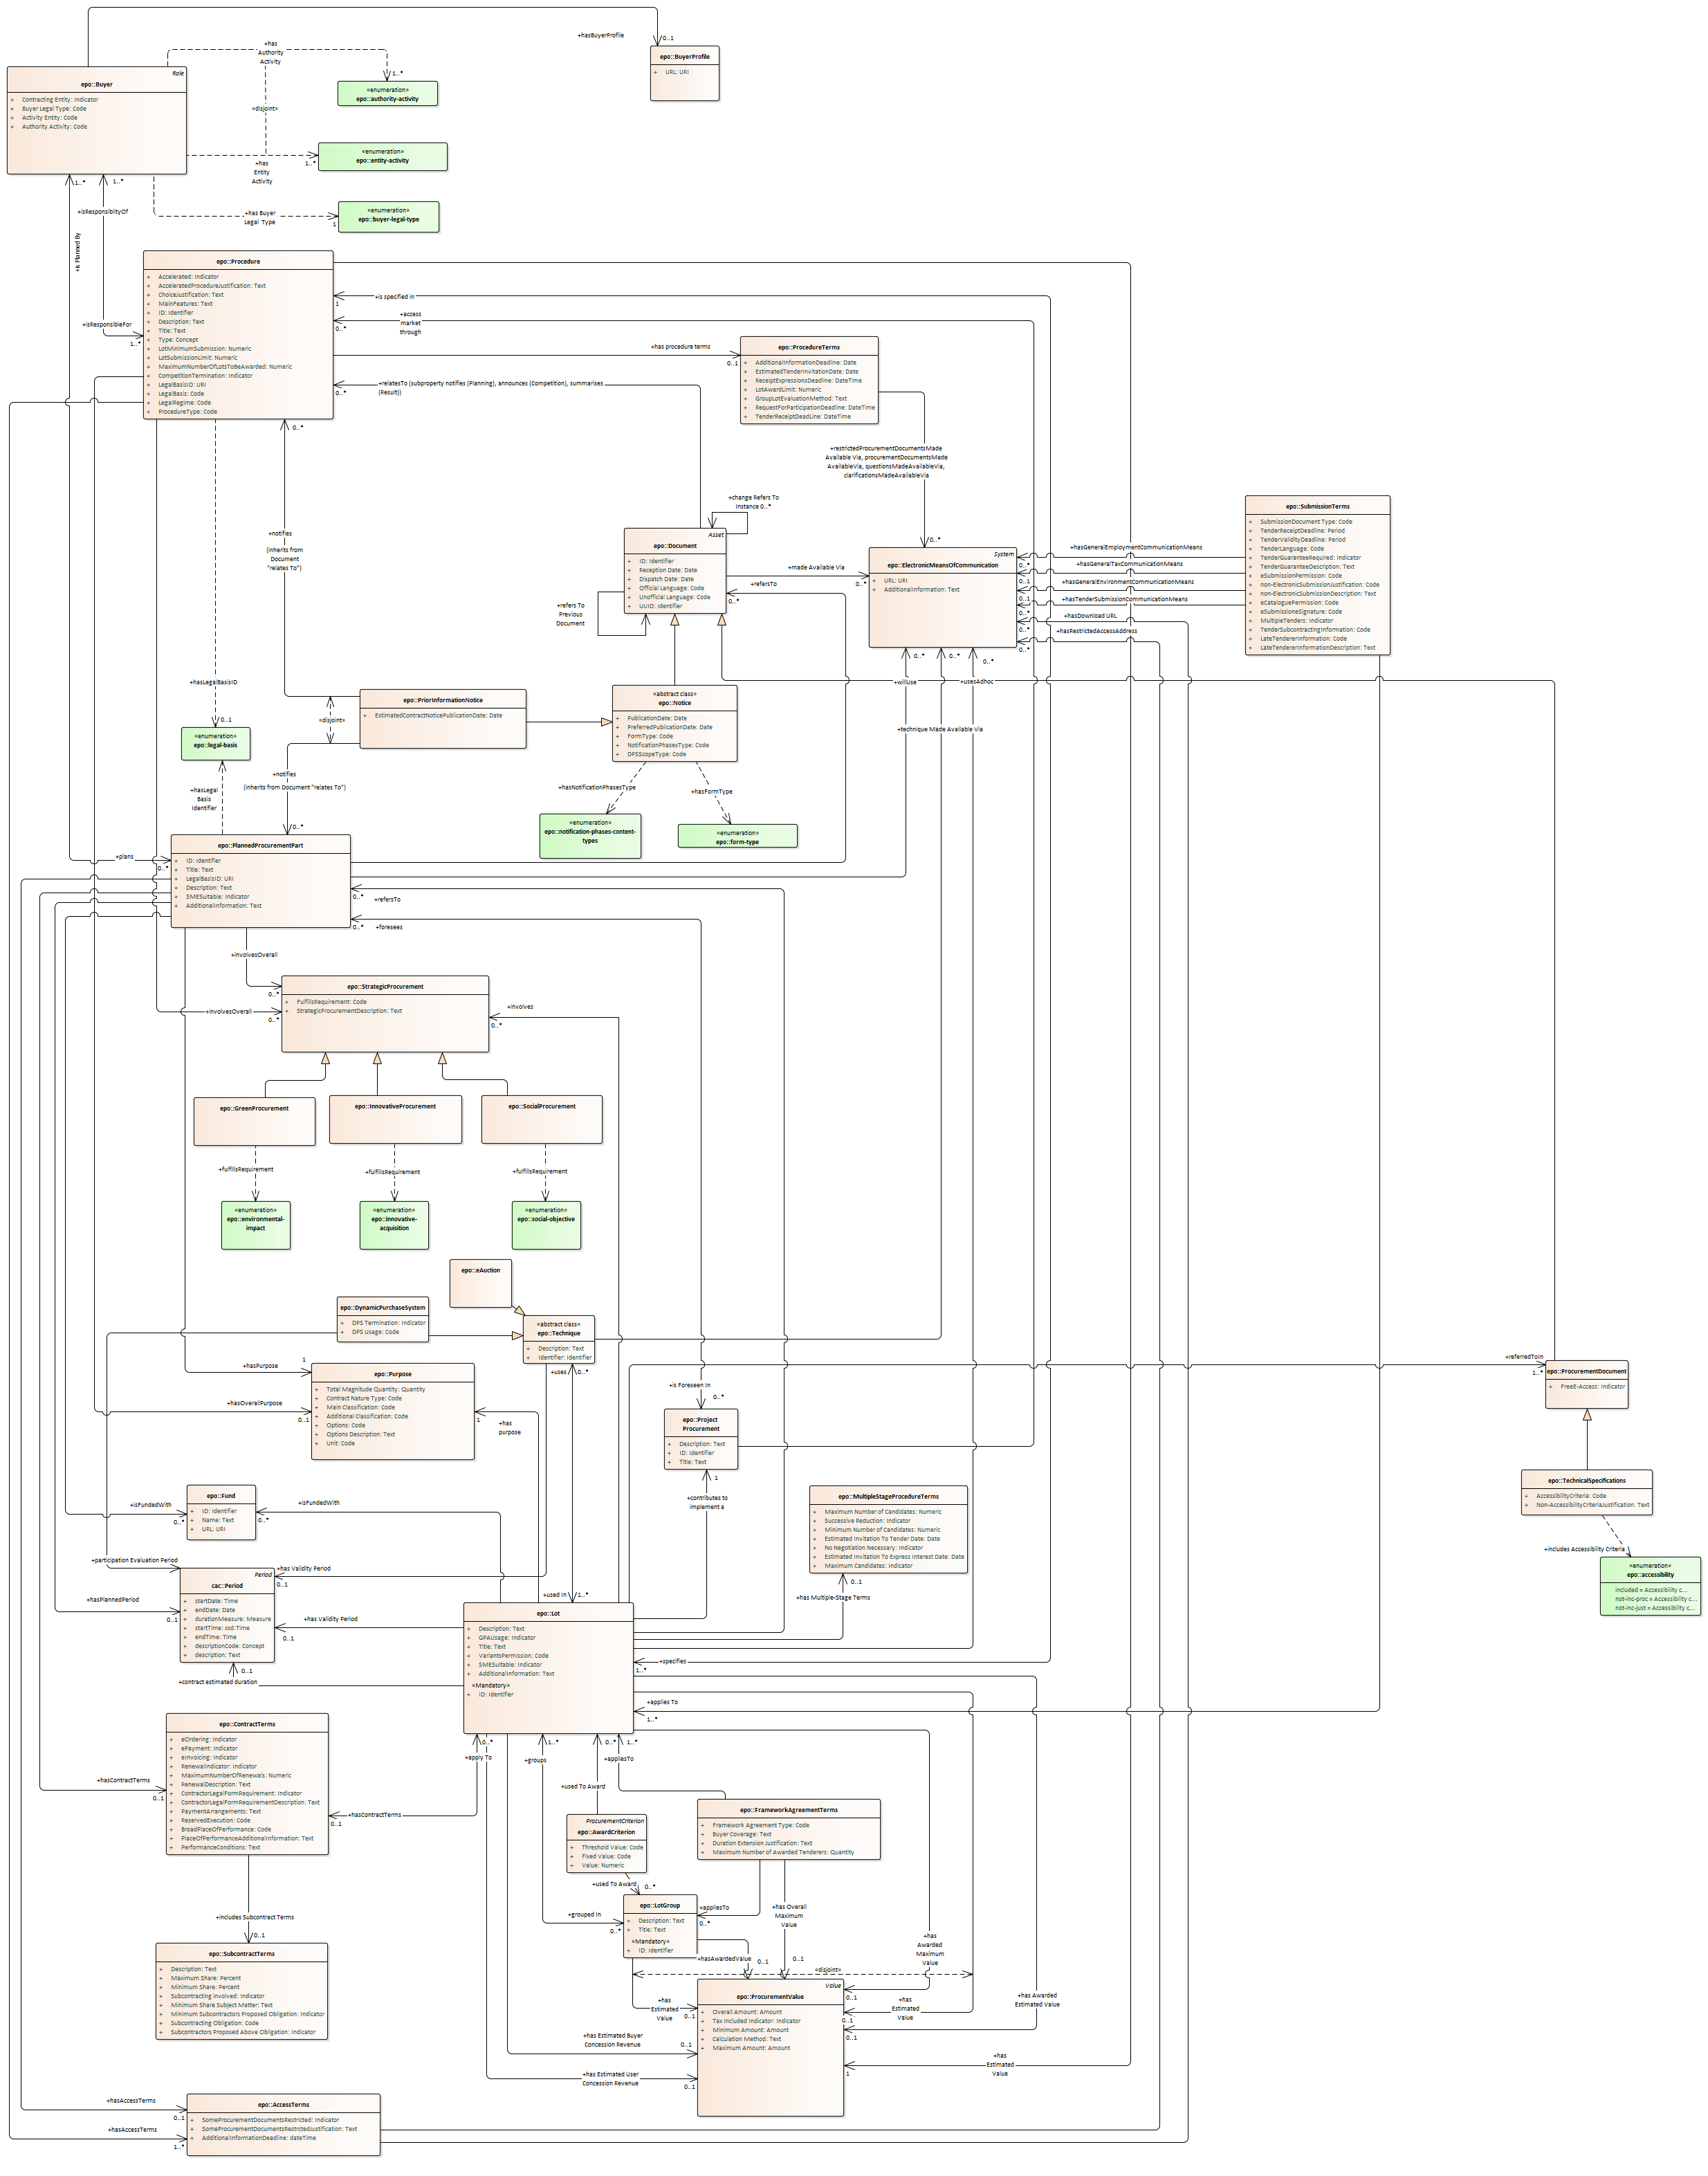 +hasBuyerProfile
0..1
epo::BuyerProfile
+ URL: URI
+has
Authority
Activity
1..*
Role
epo::Buyer
+ Contracting Entity: Indicator
+ Buyer Legal Type: Code
+ Activity Entity: Code
+ Authority Activity: Code
«enumeration»
epo::authority-activity
«disjoint»
«enumeration»
epo::entity-activity
1..*
+has
Entity
Activity
1..*
1..*
«enumeration»
epo::buyer-legal-type
+has Buyer
Legal Type
1
+isResponsiblityOf
+is Planned By
+isResponsibleFor
1..*
epo::Procedure
+ Accelerated: Indicator
+ AcceleratedProcedureJustification: Text
+ ChoiceJustification: Text
+ MainFeatures: Text
+ ID: Identifier
+ Description: Text
+ Title: Text
+ Type: Concept
+ LotMinimumSubmission: Numeric
+ LotSubmissionLimit: Numeric
+ MaximumNumberOfLotsToBeAwarded: Numeric
+ CompetitionTermination: Indicator
+ LegalBasisID: URI
+ LegalBasis: Code
+ LegalRegime: Code
+ ProcedureType: Code
+is specified in
1
+access
market
through
0..*
+has procedure terms
0..1
+relatesTo (subproperty notifies (Planning), announces (Competition), summarises
(Result))
0..*
epo::ProcedureTerms
+ AdditionalInformationDeadline: Date
+ EstimatedTenderInvitationDate: Date
+ ReceiptExpressionsDeadline: DateTime
+ LotAwardLimit: Numeric
+ GroupLotEvaluationMethod: Text
+ RequestForParticipationDeadline: DateTime
+ TenderReceiptDeadLine: DateTime
0..*
+restrictedProcurementDocumentsMade
Available Via, procurementDocumentsMade
AvailableVia, questionsMadeAvailableVia,
clarificationsMadeAvailableVia
0..*
+change Refers To
Instance 0..*
Asset
epo::Document
+ ID: Identifier
+ Reception Date: Date
+ Dispatch Date: Date
+ Official Language: Code
+ Unofficial Language: Code
+ UUID: Identifier
+made Available Via
0..*
+refersTo
0..*
+refers To
Previous
Document
System
epo::ElectronicMeansOfCommunication
+ URL: URI
+ AdditionalInformation: Text
+hasGeneralEmploymentCommunicationMeans
0..*
+hasGeneralTaxCommunicationMeans
0..1
+hasGeneralEnvironmentCommunicationMeans
0..1
+hasTenderSubmissionCommunicationMeans
0..*
+hasDownload URL
0..*
+hasRestrictedAccessAddress
0..*
epo::SubmissionTerms
+ SubmissionDocument Type: Code
+ TenderReceiptDeadline: Period
+ TenderValidityDeadline: Period
+ TenderLanguage: Code
+ TenderGuaranteeRequired: Indicator
+ TenderGuaranteeDescription: Text
+ eSubmissionPermission: Code
+ non-ElectronicSubmissionJustification: Code
+ non-ElectronicSubmissionDescription: Text
+ eCataloguePermission: Code
+ eSubmissioneSignature: Code
+ MultipleTenders: Indicator
+ TenderSubcontractingInformation: Code
+ LateTendererInformation: Code
+ LateTendererInformationDescription: Text
+notifies
(inherits from
Document
"relates To")
0..*
0..*
0..*
+willUse
+usesAdhoc
+technique Made Available Via
+hasLegalBasisID
0..1
«enumeration»
epo::legal-basis
+hasLegal
Basis
Identifier
«disjoint»
epo::PriorInformationNotice
+ EstimatedContractNoticePublicationDate: Date
«abstract class»
epo::Notice
+ PublicationDate: Date
+ PreferredPublicationDate: Date
+ FormType: Code
+ NotificationPhasesType: Code
+ DPSScopeType: Code
+notifies
(inherits from Document "relates To")
0..*
+hasNotificationPhasesType
+hasFormType
«enumeration»
epo::notification-phases-content-
types
«enumeration»
epo::form-type
+plans
0..*
epo::PlannedProcurementPart
+ ID: Identifier
+ Title: Text
+ LegalBasisID: URI
+ Description: Text
+ SMESuitable: Indicator
+ AdditionalInformation: Text
0..*
+refersTo
0..*
+foresees
+involvesOverall
0..*
+involvesOverall
0..*
epo::StrategicProcurement
+ FulfillsRequirement: Code
+ StrategicProcurementDescription: Text
+involves
0..*
epo::GreenProcurement
epo::InnovativeProcurement
epo::SocialProcurement
+fulfillsRequirement
+fulfillsRequirement
+fulfillsRequirement
«enumeration»
epo::environmental-
impact
«enumeration»
epo::innovative-
acquisition
«enumeration»
epo::social-objective
epo::eAuction
epo::DynamicPurchaseSystem
+ DPS Termination: Indicator
+ DPS Usage: Code
«abstract class»
epo::Technique
+ Description: Text
+ Identifier: Identifier
+uses
0..*
+hasPurpose
1
+hasOverallPurpose
0..1
epo::Purpose
+ Total Magnitude Quantity: Quantity
+ Contract Nature Type: Code
+ Main Classification: Code
+ Additional Classification: Code
+ Options: Code
+ Options Description: Text
+ Unit: Code
1
+has
purpose
+is Foreseen In
0..*
epo::Project
Procurement
+ Description: Text
+ ID: Identifier
+ Title: Text
1
+contributes to
implement a
+referredToIn
1..*
epo::ProcurementDocument
+ FreeE-Access: Indicator
epo::TechnicalSpecifications
+ AccessibilityCriteria: Code
+ Non-AccessibilityCriteriaJustification: Text
+includes Accessibility Criteria
«enumeration»
epo::accessibility
included = Accessibility c...
not-inc-proc = Accessibility c...
not-inc-just = Accessibility c...
epo::MultipleStageProcedureTerms
+ Maximum Number of Candidates: Numeric
+ Successive Reduction: Indicator
+ Minimum Number of Candidates: Numeric
+ Estimated Invitation To Tender Date: Date
+ No Negotiation Necessary: Indicator
+ Estimated Invitation To Express Interest Date: Date
+ Maximum Candidates: Indicator
0..1
+has Multiple-Stage Terms
+isFundedWith
0..*
epo::Fund
+ ID: Identifier
+ Name: Text
+ URL: URI
+isFundedWith
0..*
+participation Evaluation Period
+has Validity Period
0..1
+hasPlannedPeriod
0..1
Period
cac::Period
+ startDate: Time
+ endDate: Date
+ durationMeasure: Measure
+ startTime: xsd:Time
+ endTime: Time
+ descriptionCode: Concept
+ description: Text
+has Validity Period
0..1
0..1
+contract estimated duration
+used In
1..*
epo::Lot
+ Description: Text
+ GPAUsage: Indicator
+ Title: Text
+ VariantsPermission: Code
+ SMESuitable: Indicator
+ AdditionalInformation: Text
«Mandatory»
+ ID: Identifier
+specifies
1..*
+applies To
1..*
epo::ContractTerms
+ eOrdering: Indicator
+ ePayment: Indicator
+ eInvoicing: Indicator
+ RenewalIndicator: Indicator
+ MaximumNumberOfRenewals: Numeric
+ RenewalDescription: Text
+ ContractorLegalFormRequirement: Indicator
+ ContractorLegalFormRequirementDescription: Text
+ PaymentArrangements: Text
+ ReservedExecution: Code
+ BroadPlaceOfPerformance: Code
+ PlaceOfPerformanceAdditionalInformation: Text
+ PerformanceConditions: Text
+hasContractTerms
0..1
+hasContractTerms
0..1
0..*
+apply To
1..*
+groups
0..*
1..*
+appliesTo
+used To Award
ProcurementCriterion
epo::AwardCriterion
+ Threshold Value: Code
+ Fixed Value: Code
+ Value: Numeric
+used To Award
0..*
epo::FrameworkAgreementTerms
+ Framework Agreement Type: Code
+ Buyer Coverage: Text
+ Duration Extension Justification: Text
+ Maximum Number of Awarded Tenderers: Quantity
epo::LotGroup
+ Description: Text
+ Title: Text
«Mandatory»
+ ID: Identifier
+grouped In
0..*
+appliesTo
0..*
+has Overall
Maximum
Value
0..1
+hasAwardedValue
0..1
+has
Awarded
Maximum
Value
0..1
«disjoint»
+includes Subcontract Terms
0..1
epo::SubcontractTerms
+ Description: Text
+ Maximum Share: Percent
+ Minimum Share: Percent
+ Subcontracting involved: Indicator
+ Minimum Share Subject Matter: Text
+ Minimum Subcontractors Proposed Obligation: Indicator
+ Subcontracting Obligation: Code
+ Subcontractors Proposed Above Obligation: Indicator
Value
epo::ProcurementValue
+ Overall Amount: Amount
+ Tax Included Indicator: Indicator
+ Minimum Amount: Amount
+ Calculation Method: Text
+ Maximum Amount: Amount
+has
Estimated
Value
0..1
+has
Estimated
Value
0..1
+has Awarded
Estimated Value
0..1
+has Estimated Buyer
Concession Revenue
0..1
+has Estimated User
Concession Revenue
0..1
+has
Estimated
Value
1
+hasAccessTerms
0..1
+hasAccessTerms
1..*
epo::AccessTerms
+ SomeProcurementDocumentsRestricted: Indicator
+ SomeProcurementDocumentsRestrctedJustification: Text
+ AdditionalInformationDeadline: dateTime